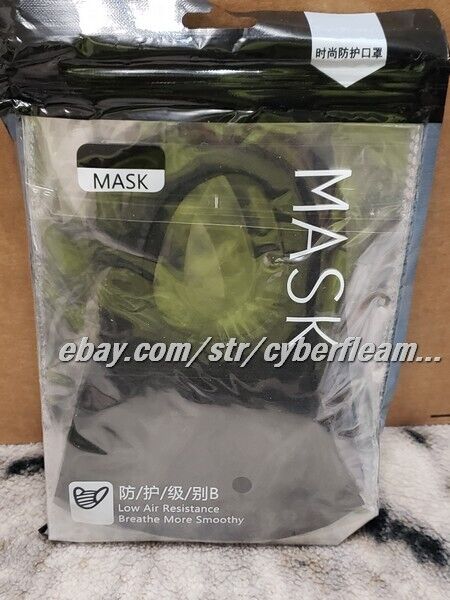 时尚防护口罩
MASK
MASK
ebay.com/str/cyberfleam...
防/护/级/别B
Low Air Resistance
Breathe More Smoothy